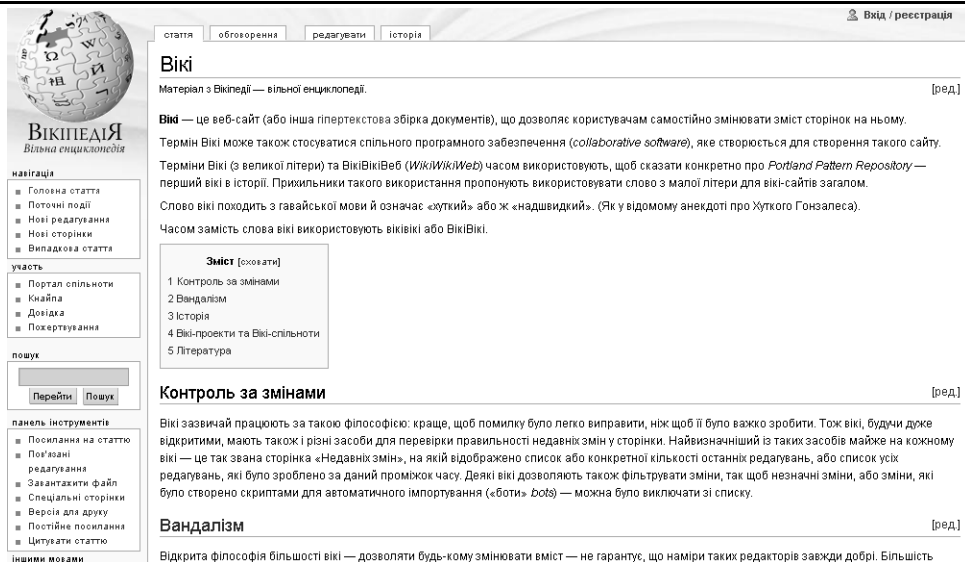 Вхід / реєстрація
стаття обговорення редагувати історія
Вікі
Матеріал з Вікіпедії — вільної енциклопедії. [ред.]
Вікі — це веб-сайт (або інша гіпертекстова збірка документів), що дозволяє користувачам самостійно змінювати зміст сторінок на ньому.
Термін Вікі може також стосуватися спільного програмного забезпечення (collaborative software), яке створюється для створення такого сайту.
Терміни Вікі (з великої літери) та ВікіВікіВеб (WikiWikiWeb) часом використовують, щоб сказати конкретно про Portland Pattern Repository —
перший вікі в історії. Прихильники такого використання пропонують використовувати слово з малої літери для вікі-сайтів загалом.
Слово вікі походить з гавайської мови й означає «хуткий» або ж «надшвидкий». (Як у відомому анекдоті про Хуткого Гонзалеса).
Часом замість слова вікі використовують віківікі або ВікіВікі.
Зміст [сховати]
1 Контроль за змінами
2 Вандалізм
3 Історія
4 Вікі-проекти та Вікі-спільноти
5 Література
Контроль за змінами [ред.]
Вікі зазвичай працюють за такою філософією: краще, щоб помилку було легко виправити, ніж щоб її було важко зробити. Тож вікі, будучи дуже
відкритими, мають також і різні засоби для перевірки правильності недавніх змін у сторінки. Найвизначніший із таких засобів майже на кожному
вікі — це так звана сторінка «Недавніх змін», на якій відображено список або конкретної кількості останніх редагувань, або список усіх
редагувань, які було зроблено за даний проміжок часу. Деякі вікі дозволяють також фільтрувати зміни, так щоб незначні зміни, або зміни, які
було створено скриптами для автоматичного імпортування («боти» bots) — можна було виключати зі списку.
Вандалізм [ред.]
Відкрита філософія більшості вікі — дозволяти будь-кому змінювати вміст — не гарантує, що наміри таких редакторів завжди добрі. Більшість
ВікіпедіЯ
Вільна енциклопедія
навігація
Головна стаття
Поточні події
Нові редагування
Нові сторінки
Випадкова стаття
участь
Портал спільноти
Кнайпа
Довідка
Пожертвування
пошук
Перейти Пошук
панель інструментів
Посилання на статтю
Пов'язані
редагування
Завантажити файл
Спеціальні сторінки
Версія для друку
Постійне посилання
Цитувати статтю
іншими мовами